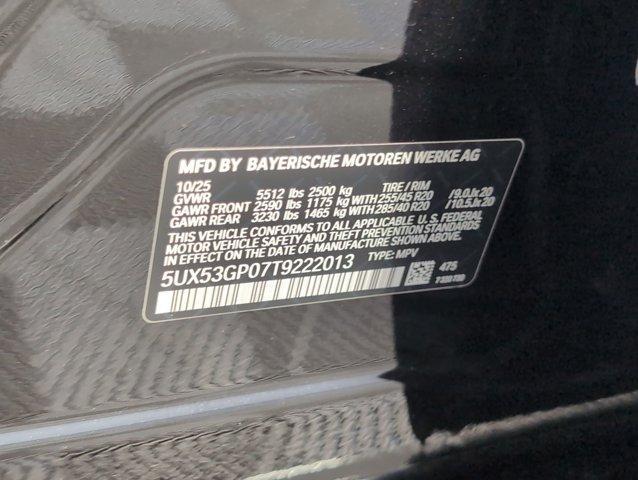 MFD BY BAYERISCHE MOTOREN WERKE AG
10/25 5512 lbs 2500 kg TIRE / RIM
GVWR
GAWR FRONT 2590 lbs 1175 kg WITH 255/45 R20 /9.0Jx20
GAWR REAR 3230 lbs 1465 kg WITH 285/40 R20 /10.5Jx20
THIS VEHICLE CONFORMS TO ALL APPLICABLE U. S. FEDERAL
MOTOR VEHICLE SAFETY AND THEFT PREVENTION STANDARDS
IN EFFECT ON THE DATE OF MANUFACTURE SHOWN ABOVE.
5UX53GP07T9222013 TYPE: MPV
475